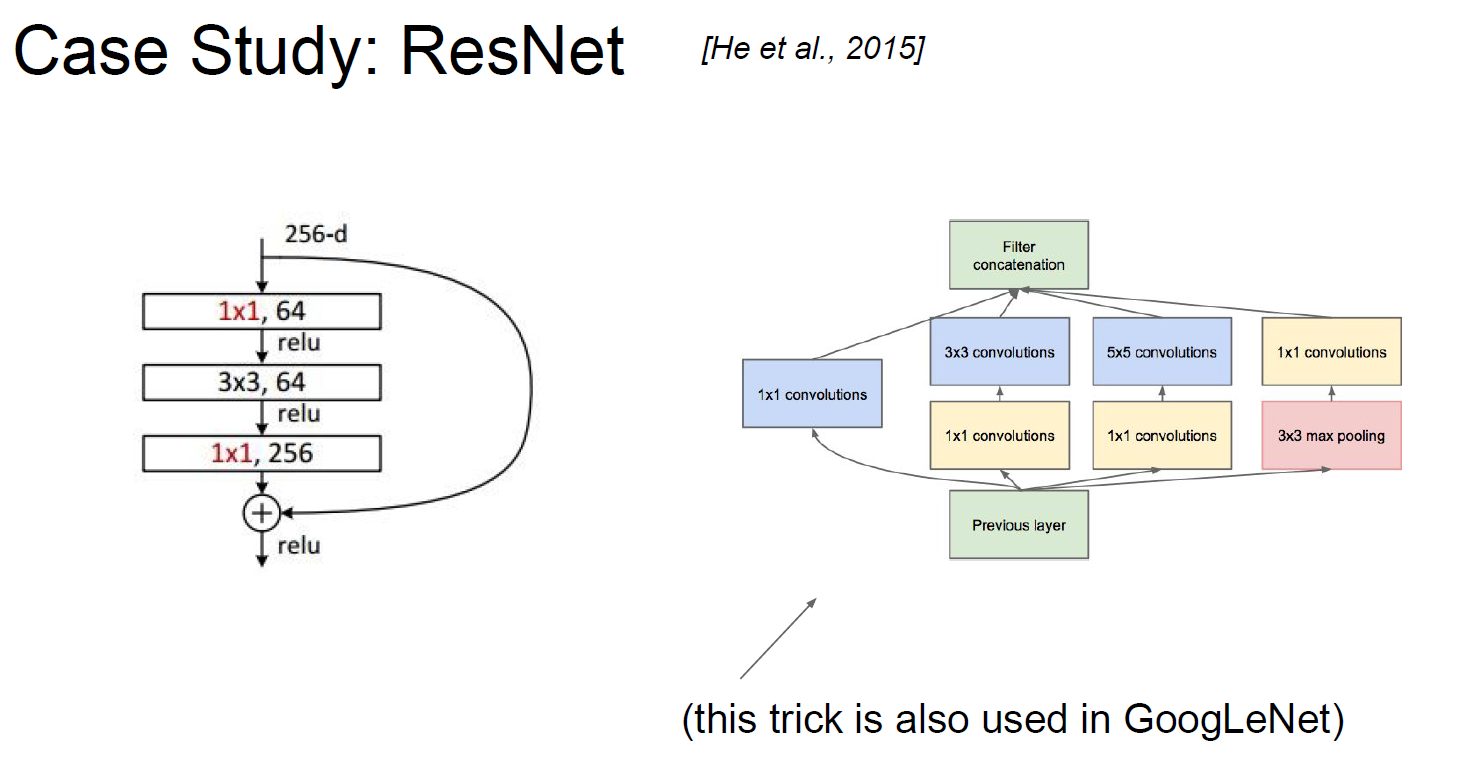 Case Study: ResNet
[He et al., 2015]
256-d
1x1, 64
relu
3x3, 64
relu
1x1, 256
+
relu
Filter
concatenation
3x3 convolutions
5x5 convolutions
1x1 convolutions
1x1 convolutions
1x1 convolutions
1x1 convolutions
3x3 max pooling
Previous layer
(this trick is also used in GoogLeNet)